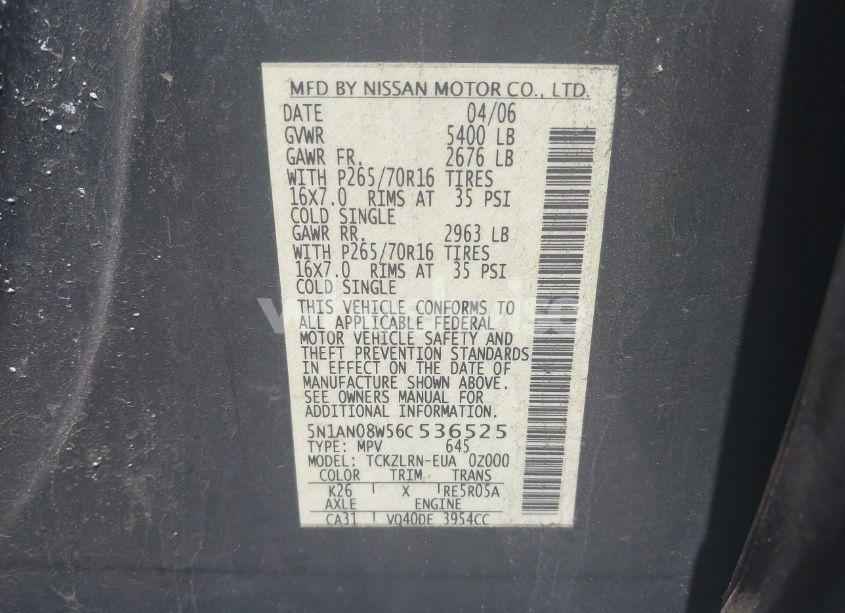 MFD BY NISSAN MOTOR CO., LTD.
DATE 04/06
GVWR 5400 LB
GAWR FR. 2676 LB
WITH P265/70R16 TIRES
16X7.0 RIMS AT 35 PSI
COLD SINGLE
GAWR RR. 2963 LB
WITH P265/70R16 TIRES
16X7.0 RIMS AT 35 PSI
COLD SINGLE
THIS VEHICLE CONFORMS TO
ALL APPLICABLE FEDERAL
MOTOR VEHICLE SAFETY AND
THEFT PREVENTION STANDARDS
IN EFFECT ON THE DATE OF
MANUFACTURE SHOWN ABOVE.
SEE OWNERS MANUAL FOR
ADDITIONAL INFORMATION.
5N1AN08W56C536525
TYPE: MPV 645
MODEL: TCKZLRN-EUA 0Z000
COLOR TRIM TRANS
K26 X RE5R05A
AXLE ENGINE
CA31 VQ40DE 3954CC